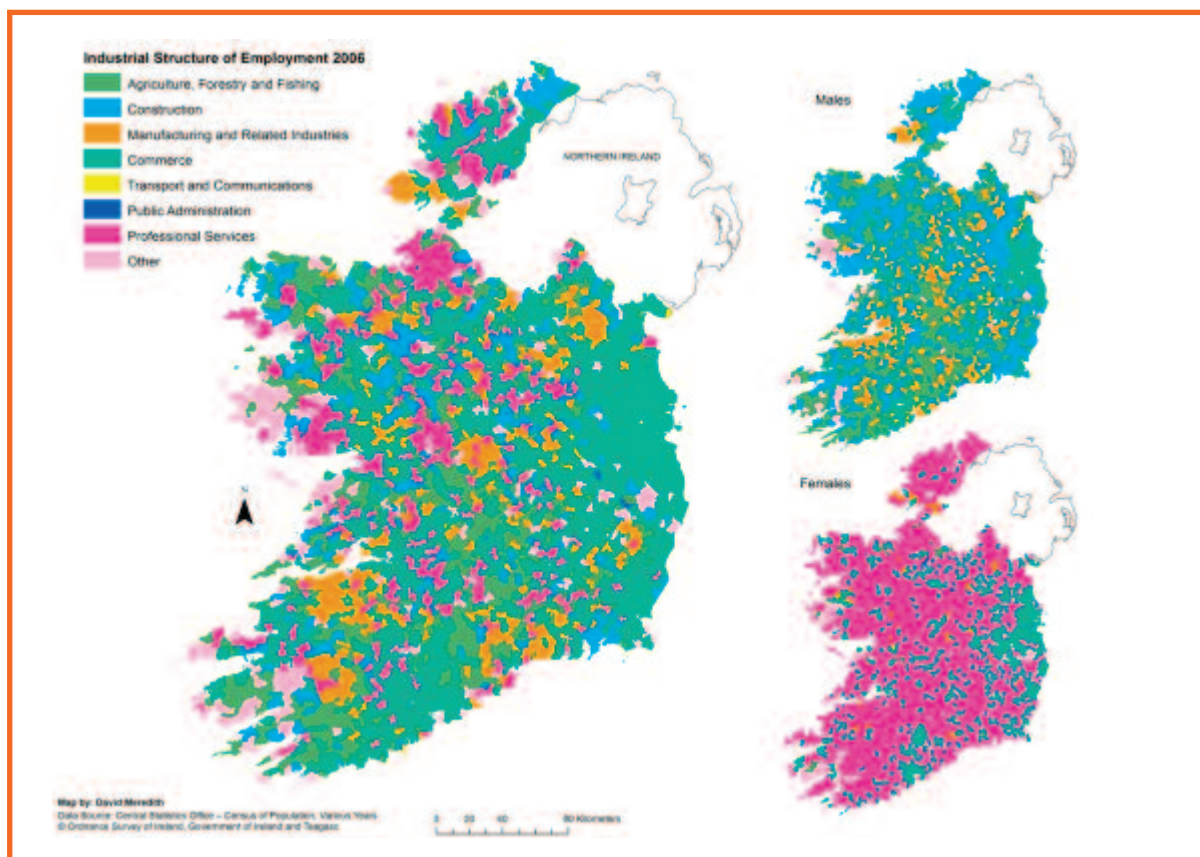 Industrial Structure of Employment 2006
Agriculture, Forestry and Fishing
Construction
Manufacturing and Related Industries
Commerce
Transport and Communications
Public Administration
Professional Services
Other
NORTHERN IRELAND
Males
Females
N
Map by: David Meredith
Data Source: Central Statistics Office – Census of Population, Various Years
© Ordnance Survey of Ireland, Government of Ireland and Teagasc
0 20 40 80 Kilometers